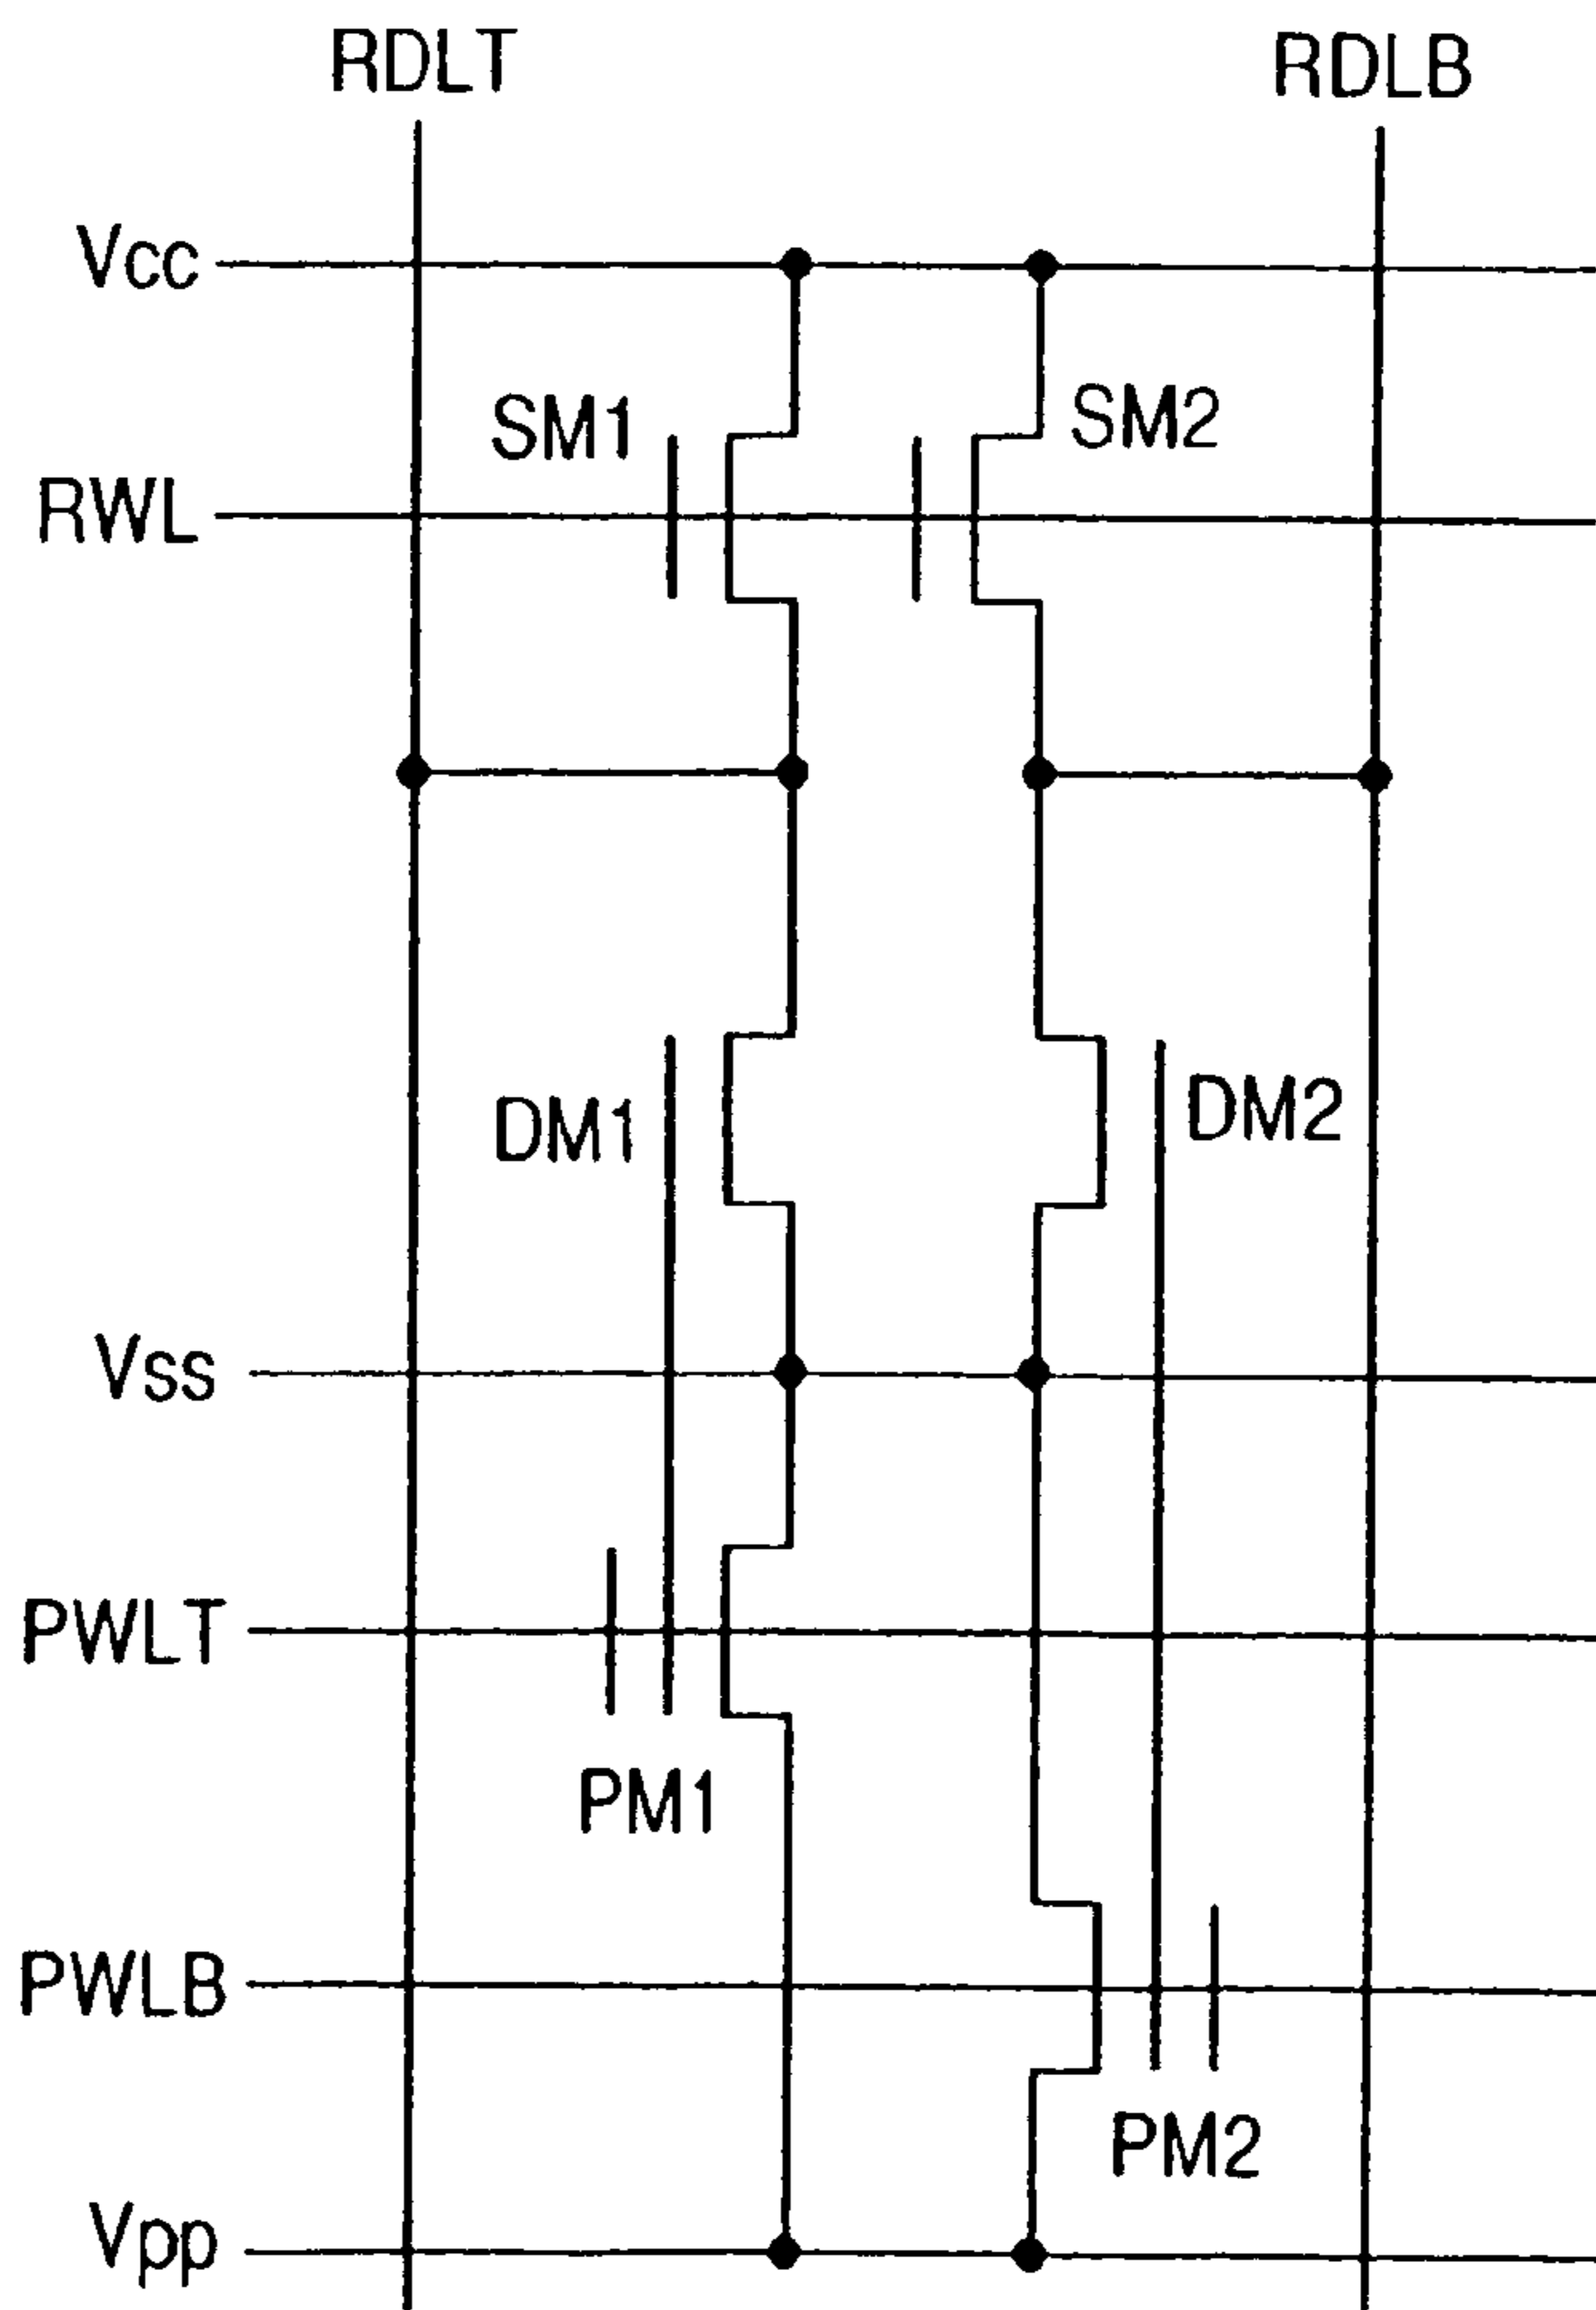 RDLT
RDLB
Vcc
SM1
SM2
RWL
DM1
DM2
Vss
PWLT
PM1
PWLB
PM2
Vpp